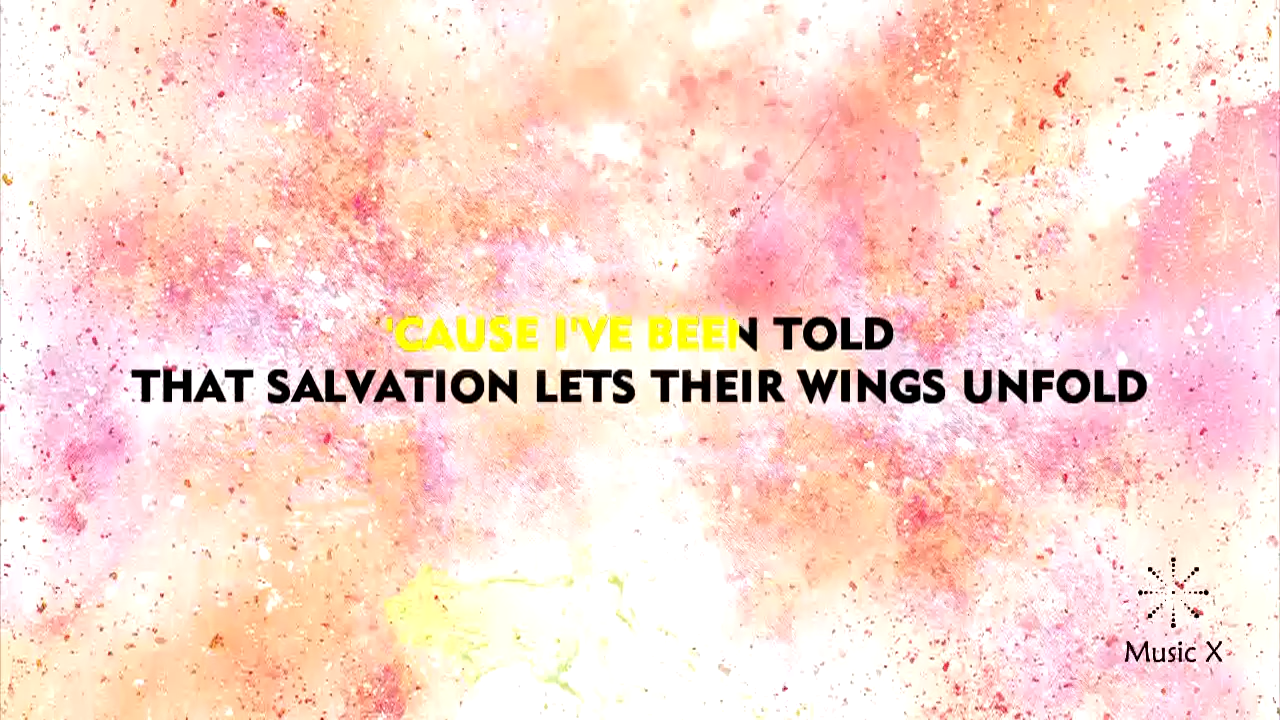 'CAUSE I'VE BEEN TOLD
THAT SALVATION LETS THEIR WINGS UNFOLD
Music X